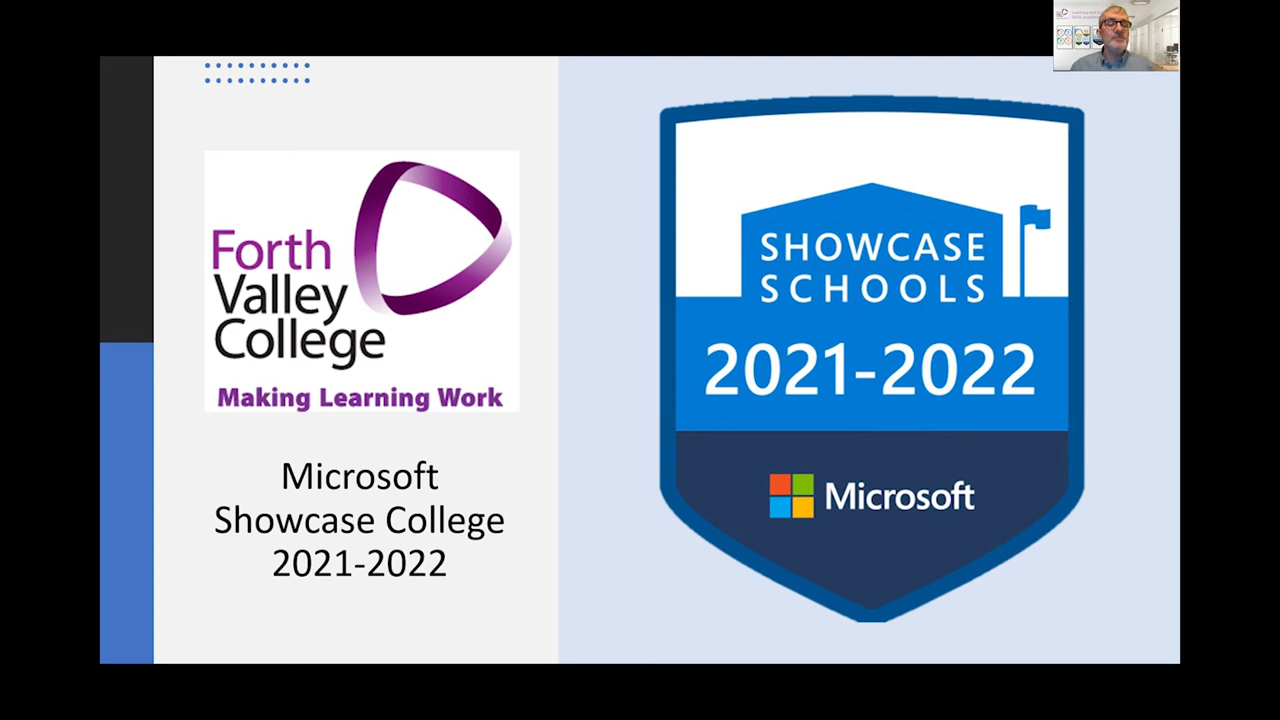 Forth
Valley
College
Making Learning Work
Microsoft
Showcase College
2021-2022
SHOWCASE
SCHOOLS
2021-2022
Microsoft